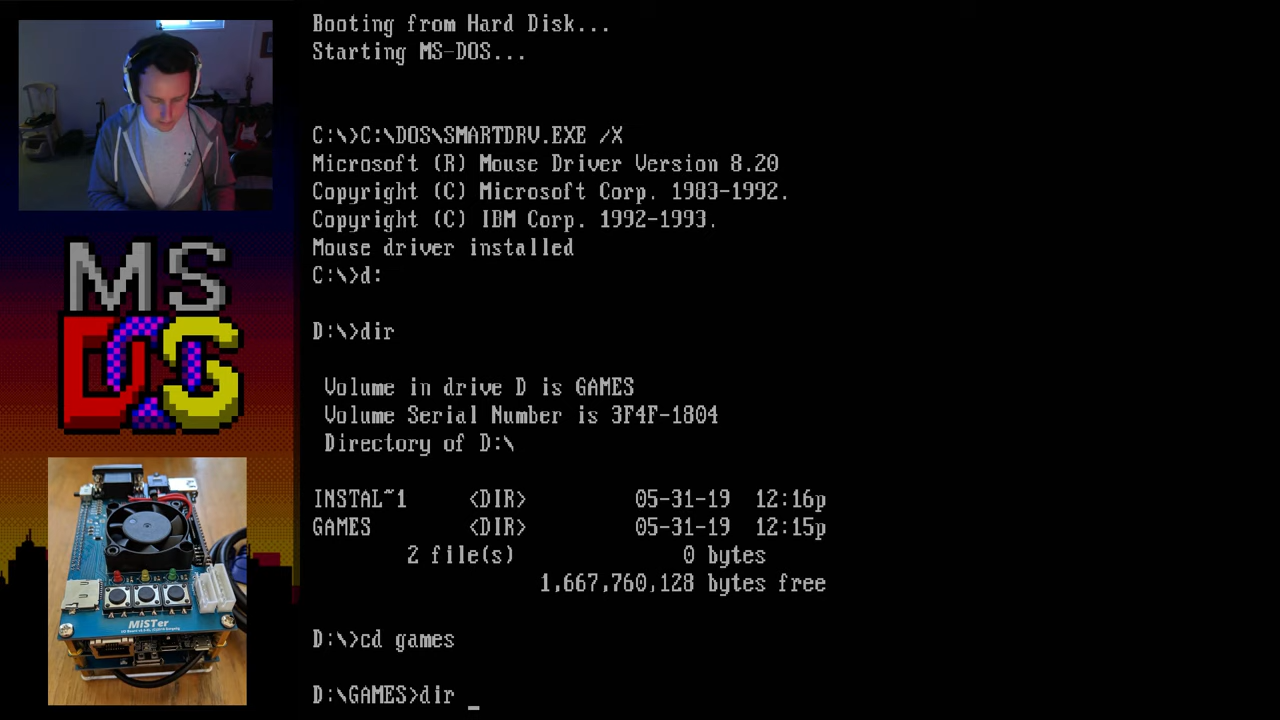 Booting from Hard Disk...
Starting MS-DOS...
C:\>C:\DOS\SMARTDRV.EXE /X
Microsoft (R) Mouse Driver Version 8.20
Copyright (C) Microsoft Corp. 1983-1992.
Copyright (C) IBM Corp. 1992-1993.
Mouse driver installed
C:\>d:
D:\>dir
Volume in drive D is GAMES
Volume Serial Number is 3F4F-1804
Directory of D:\
INSTAL~1 <DIR> 05-31-19 12:16p
GAMES <DIR> 05-31-19 12:15p
2 file(s) 0 bytes
1,667,760,128 bytes free
D:\>cd games
D:\GAMES>dir _
MS
DOS
MiSTer